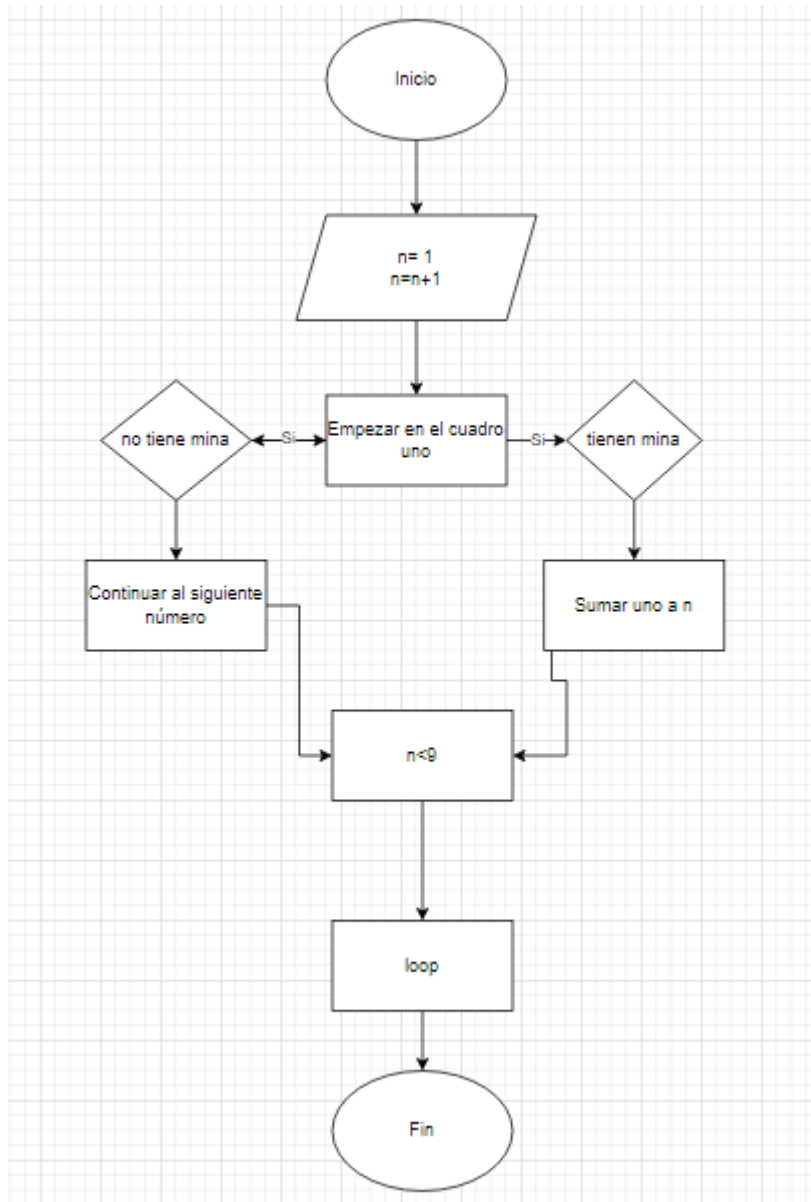 Inicio
n= 1
n=n+1
no tiene mina
Si
Empezar en el cuadro
uno
Si
tienen mina
Continuar al siguiente
número
Sumar uno a n
n<9
loop
Fin